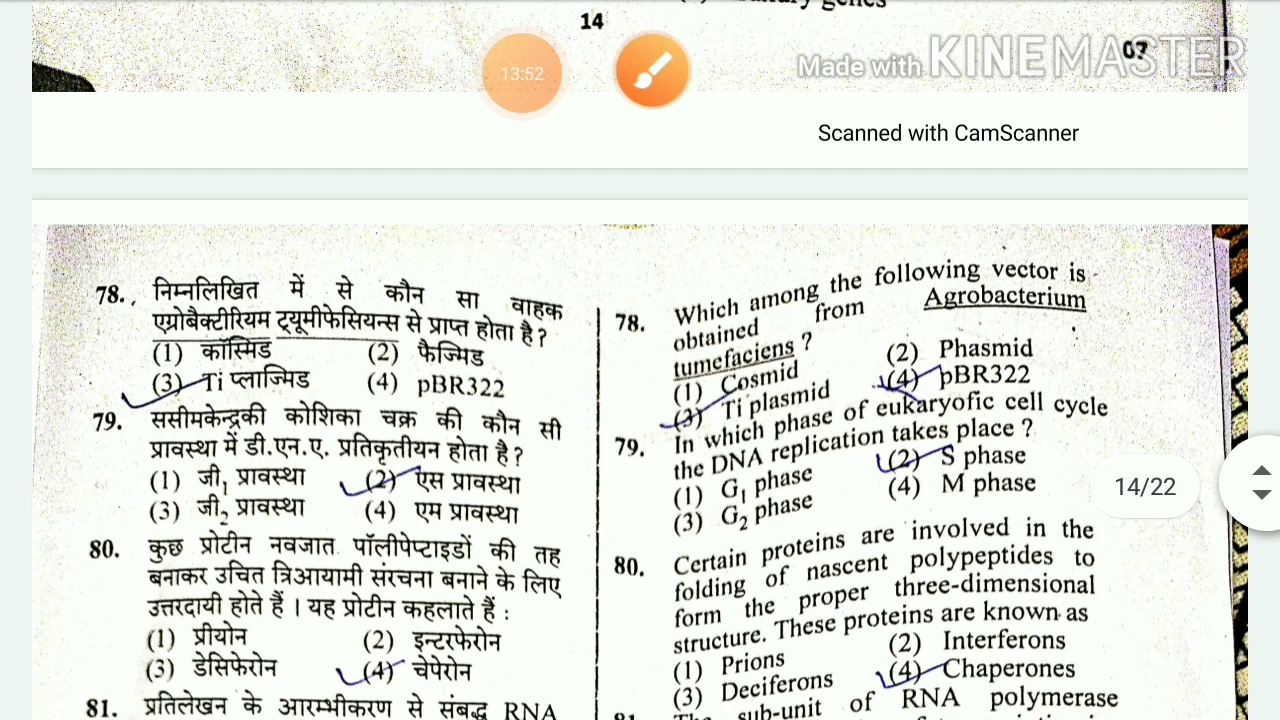 genes
14
13:52
Made with KINEMASTER
07
Scanned with CamScanner
78. निम्नलिखित में से कौन सा वाहक
एग्रोबैक्टीरियम ट्यूमीफेसियन्स से प्राप्त होता है?
(1) कॉस्मिड (2) फैज्मिड
(3) Ti प्लाज्मिड (4) pBR322
79. ससीमकेन्द्रकी कोशिका चक्र की कौन सी
प्रावस्था में डी.एन.ए. प्रतिकृतीयन होता है?
(1) जी₁ प्रावस्था (2) एस प्रावस्था
(3) जी₂ प्रावस्था (4) एम प्रावस्था
80. कुछ प्रोटीन नवजात पॉलीपेप्टाइडों की तह
बनाकर उचित त्रिआयामी संरचना बनाने के लिए
उत्तरदायी होते हैं । यह प्रोटीन कहलाते हैं :
(1) प्रीयोन (2) इन्टरफेरोन
(3) डेसिफेरोन (4) चेपेरोन
81. प्रतिलेखन के आरम्भीकरण से संबद्ध RNA
78. Which among the following vector is
obtained from Agrobacterium
tumefaciens ?
(1) Cosmid (2) Phasmid
(3) Ti plasmid (4) pBR322
79. In which phase of eukaryofic cell cycle
the DNA replication takes place ?
(1) G₁ phase (2) S phase
(3) G₂ phase (4) M phase
80. Certain proteins are involved in the
folding of nascent polypeptides to
form the proper three-dimensional
structure. These proteins are known as
(1) Prions (2) Interferons
(3) Deciferons (4) Chaperones
81. The sub-unit of RNA polymerase
14/22